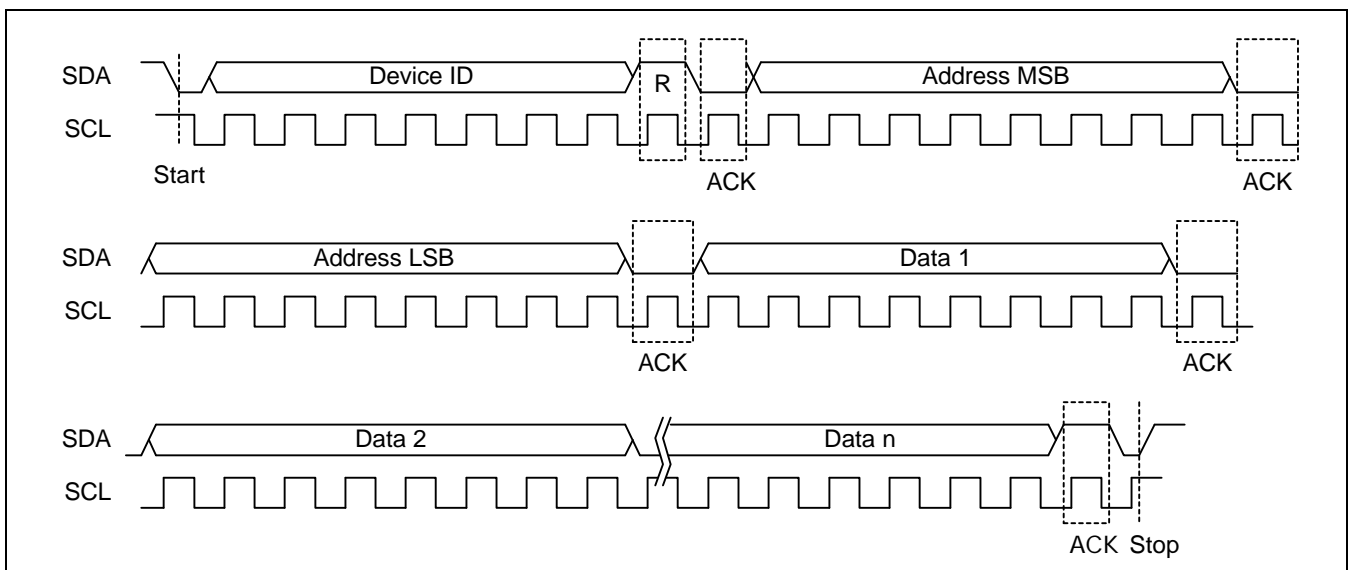 SDA Device ID R Address MSB
SCL
Start ACK ACK
SDA Address LSB Data 1
SCL
ACK ACK
SDA Data 2 Data n
SCL
ACK Stop